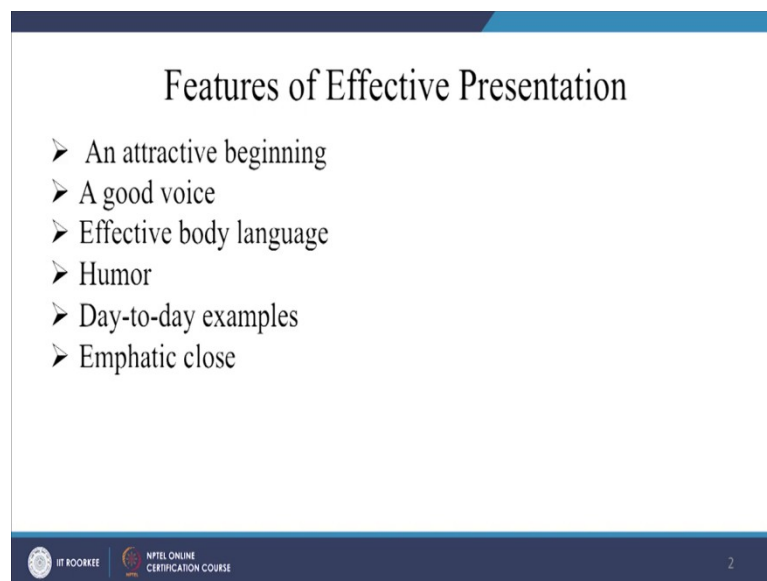 Features of Effective Presentation
➤ An attractive beginning
➤ A good voice
➤ Effective body language
➤ Humor
➤ Day-to-day examples
➤ Emphatic close
IIT ROORKEE
NPTEL ONLINE
CERTIFICATION COURSE
2